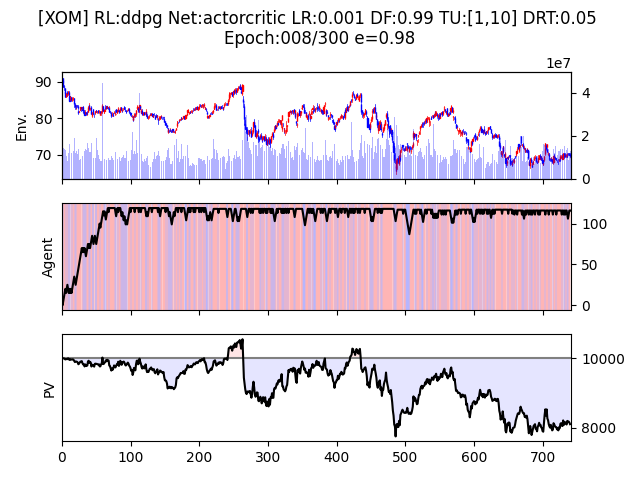 [XOM] RL:ddpg Net:actorcritic LR:0.001 DF:0.99 TU:[1,10] DRT:0.05
Epoch:008/300 e=0.98
1e7
Env.
90
80
70
4
2
0
Agent
100
50
0
PV
10000
8000
0 100 200 300 400 500 600 700